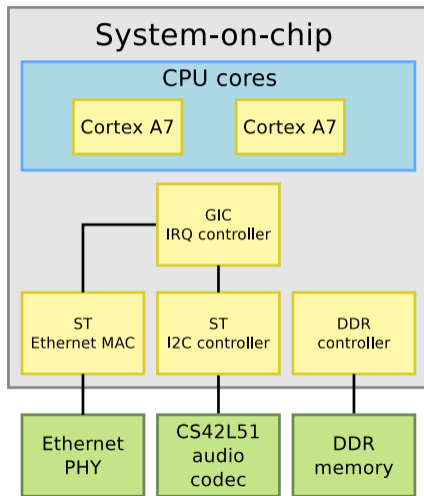 System-on-chip
CPU cores
Cortex A7
Cortex A7
GIC
IRQ controller
ST
Ethernet MAC
ST
I2C controller
DDR
controller
Ethernet
PHY
CS42L51
audio
codec
DDR
memory